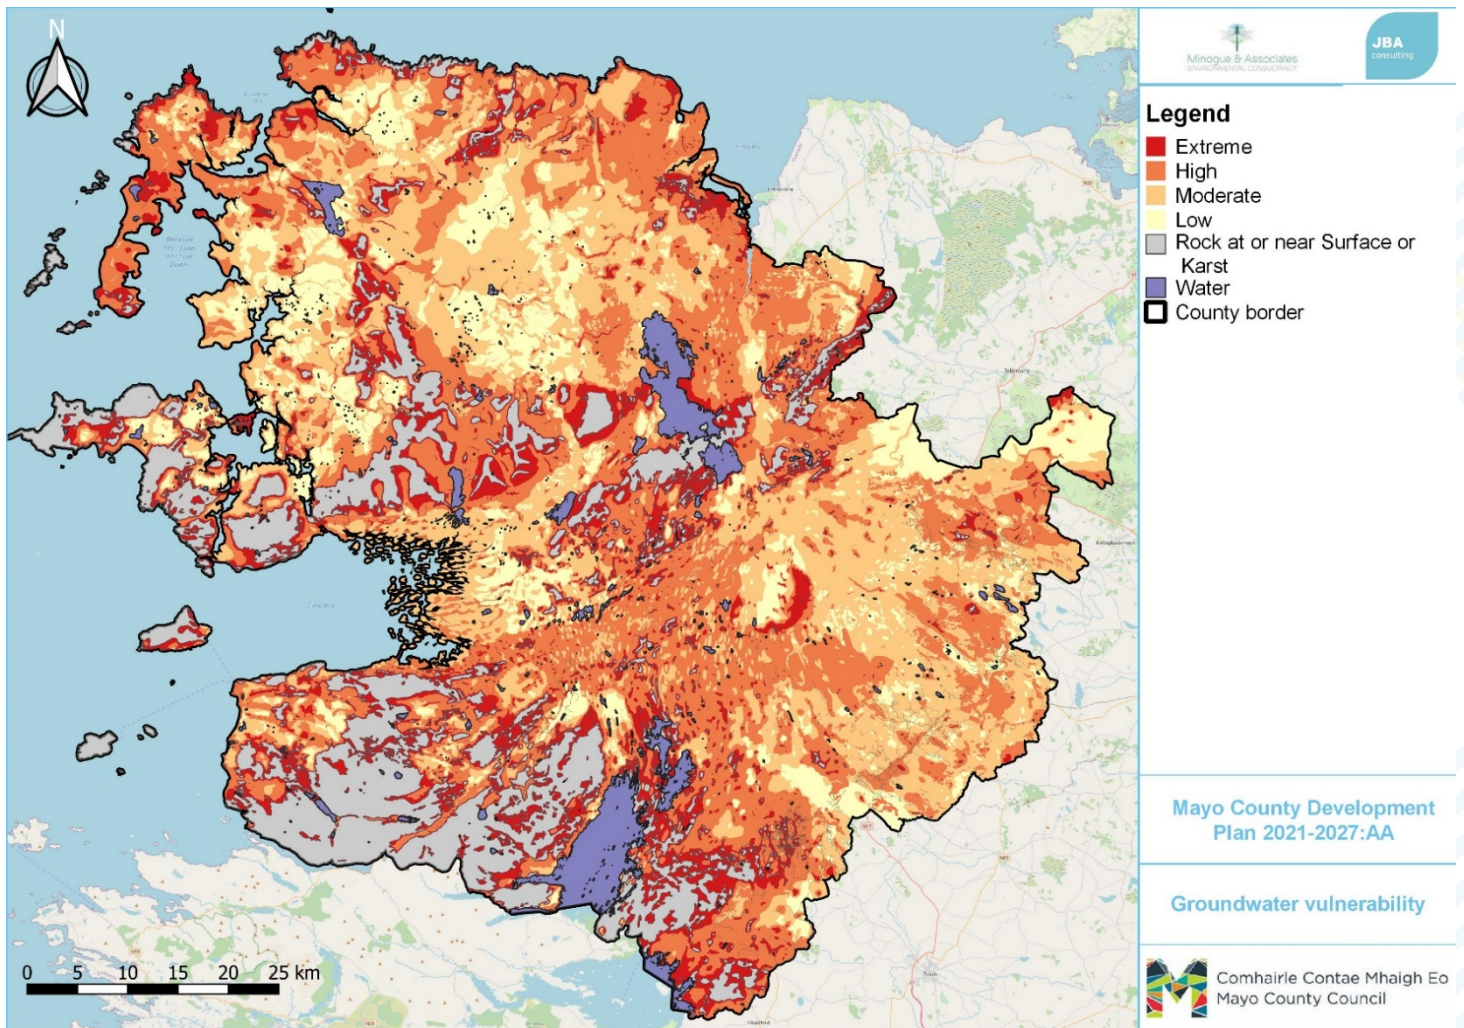 N
Minogue & Associates
ENVIRONMENTAL CONSULTANCY
JBA
consulting
Legend
Extreme
High
Moderate
Low
Rock at or near Surface or
Karst
Water
County border
Mayo County Development
Plan 2021-2027:AA
Groundwater vulnerability
Comhairle Contae Mhaigh Eo
Mayo County Council
0 5 10 15 20 25 km